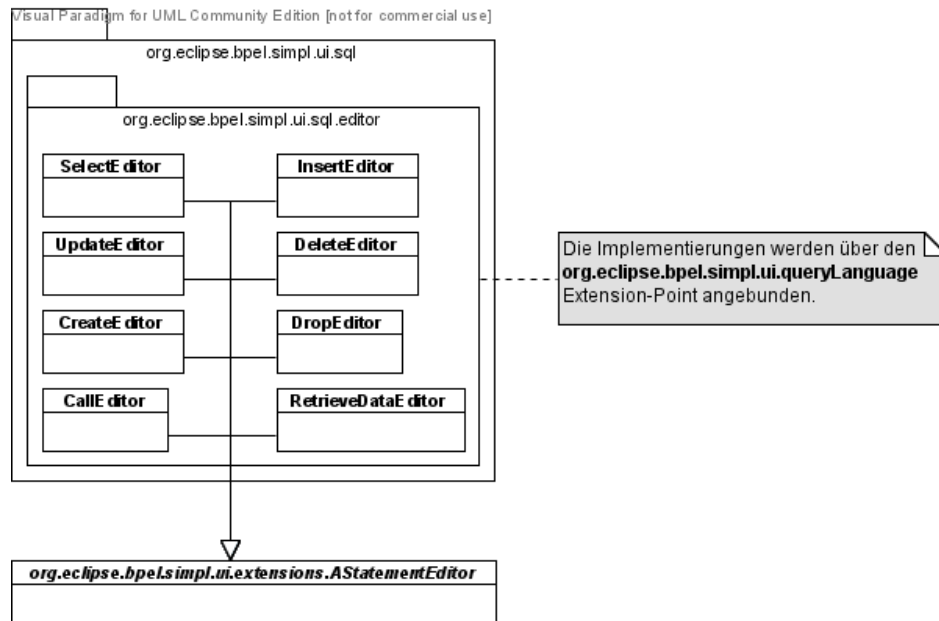 Visual Paradigm for UML Community Edition [not for commercial use]
org.eclipse.bpel.simpl.ui.sql
org.eclipse.bpel.simpl.ui.sql.editor
SelectEditor
InsertEditor
UpdateEditor
DeleteEditor
CreateEditor
DropEditor
CallEditor
RetrieveDataEditor
Die Implementierungen werden über den
org.eclipse.bpel.simpl.ui.queryLanguage
Extension-Point angebunden.
org.eclipse.bpel.simpl.ui.extensions.AStatementEditor